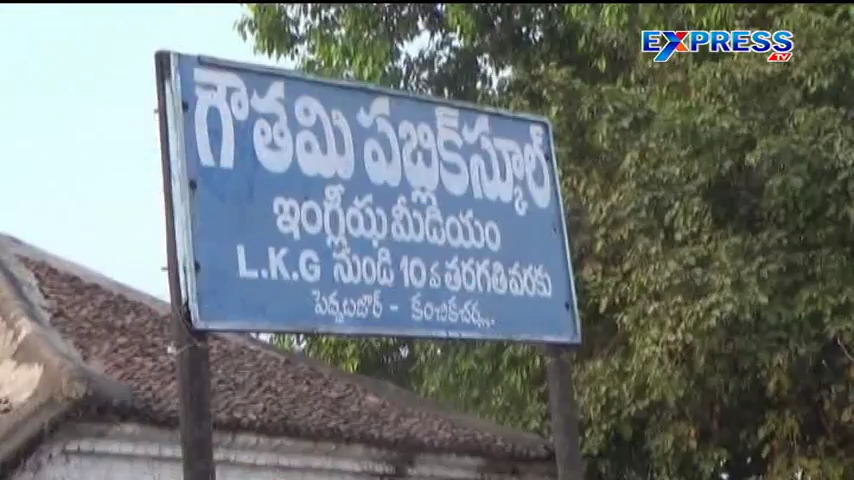 EXPRESS
TV
గౌతమి పబ్లిక్ స్కూల్
ఇంగ్లీషు మీడియం
L.K.G నుండి 10వ తరగతి వరకు
పెద్దబజార్ - కంచికచర్ల...